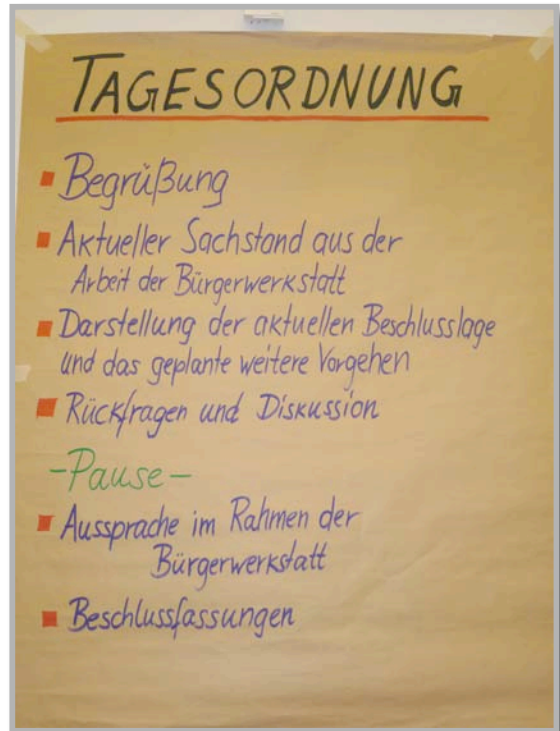 TAGESORDNUNG
Begrüßung
Aktueller Sachstand aus der
Arbeit der Bürgerwerkstatt
Darstellung der aktuellen Beschlusslage
und das geplante weitere Vorgehen
Rückfragen und Diskussion
-Pause-
Aussprache im Rahmen der
Bürgerwerkstatt
Beschlussfassungen